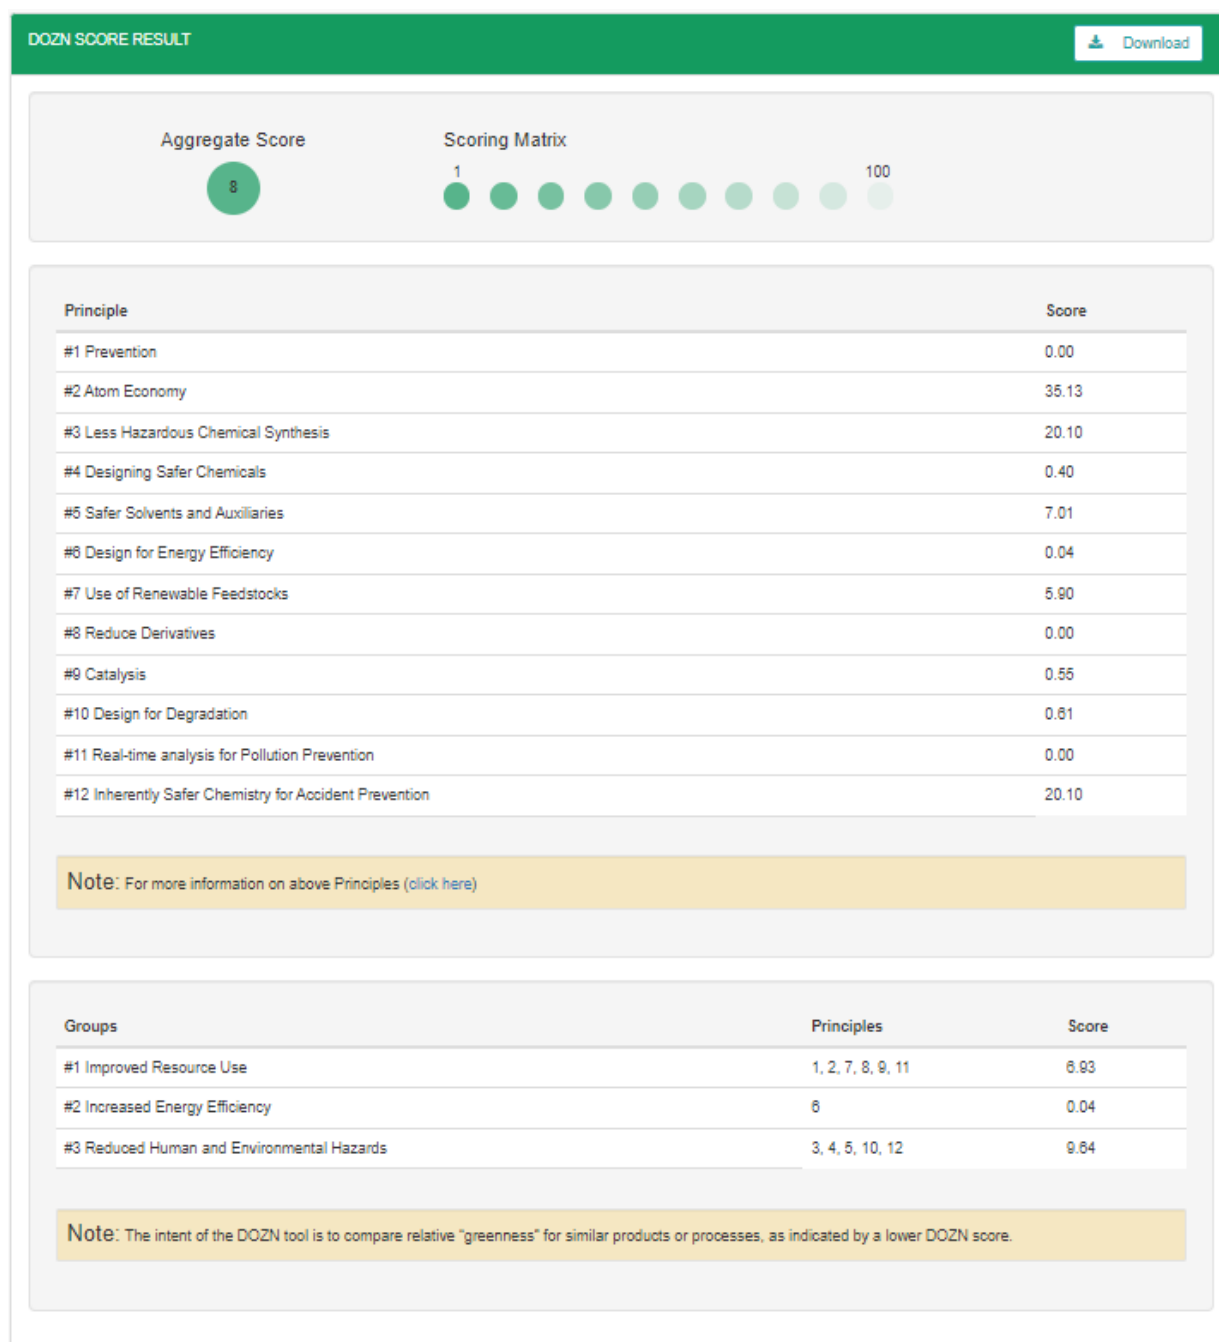 DOZN SCORE RESULT
Download
Aggregate Score
8
Scoring Matrix
1
100
Principle Score
#1 Prevention 0.00
#2 Atom Economy 35.13
#3 Less Hazardous Chemical Synthesis 20.10
#4 Designing Safer Chemicals 0.40
#5 Safer Solvents and Auxiliaries 7.01
#6 Design for Energy Efficiency 0.04
#7 Use of Renewable Feedstocks 5.90
#8 Reduce Derivatives 0.00
#9 Catalysis 0.55
#10 Design for Degradation 0.61
#11 Real-time analysis for Pollution Prevention 0.00
#12 Inherently Safer Chemistry for Accident Prevention 20.10
Note: For more information on above Principles (click here)
Groups Principles Score
#1 Improved Resource Use 1, 2, 7, 8, 9, 11 6.93
#2 Increased Energy Efficiency 6 0.04
#3 Reduced Human and Environmental Hazards 3, 4, 5, 10, 12 9.64
Note: The intent of the DOZN tool is to compare relative "greenness" for similar products or processes, as indicated by a lower DOZN score.